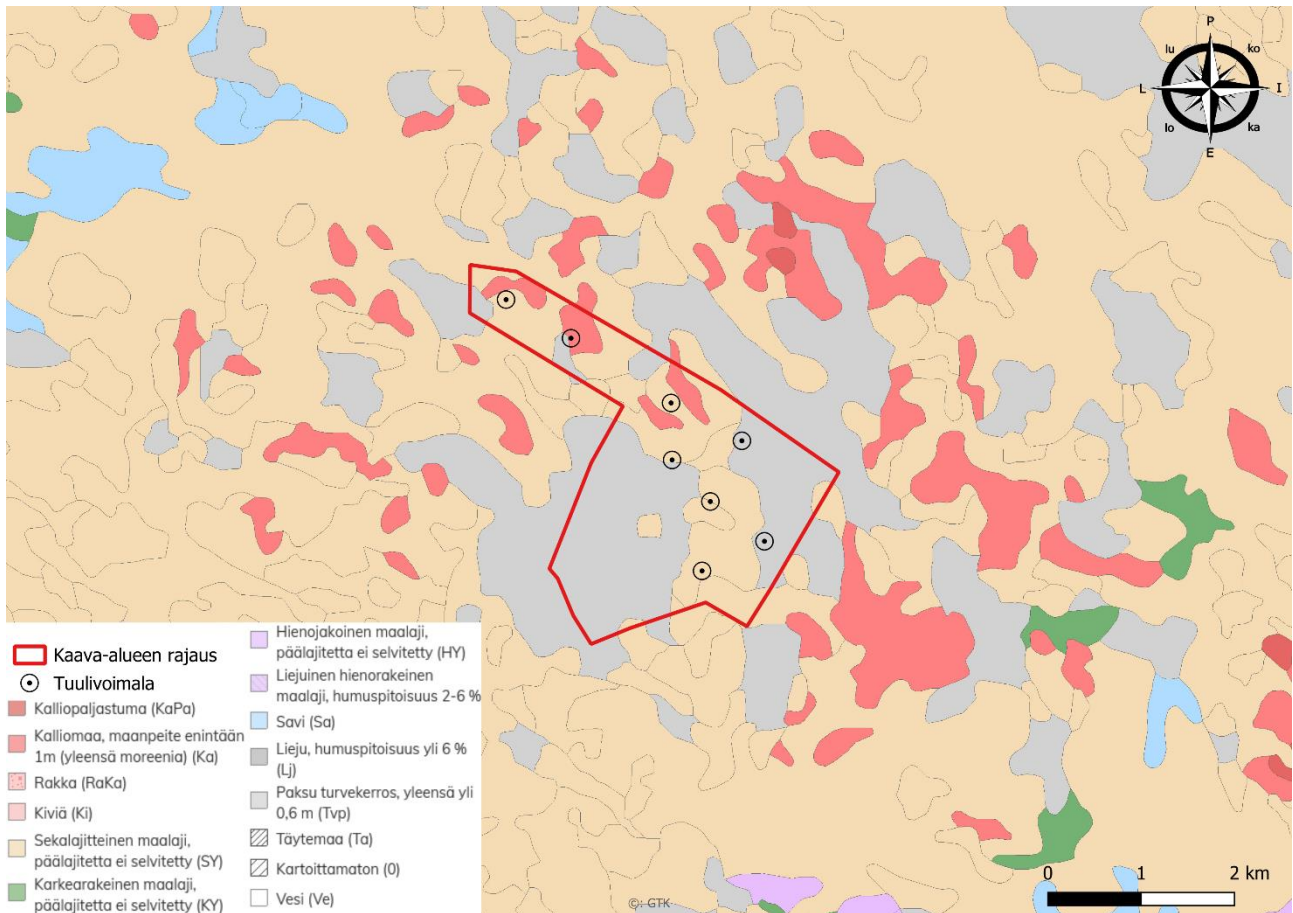 P
lu
ko
L
I
lo
ka
E
Kaava-alueen rajaus
Tuulivoimala
Kalliopaljastuma (KaPa)
Kalliomaa, maanpeite enintään
1m (yleensä moreenia) (Ka)
Rakka (RaKa)
Kiviä (Ki)
Sekalajitteinen maalaji,
päälajitetta ei selvitetty (SY)
Karkearakeinen maalaji,
päälajitetta ei selvitetty (KY)
Hienojakoinen maalaji,
päälajitetta ei selvitetty (HY)
Liejuinen hienorakeinen
maalaji, humuspitoisuus 2-6 %
Savi (Sa)
Lieju, humuspitoisuus yli 6 %
(Lj)
Paksu turvekerros, yleensä yli
0,6 m (Tvp)
Täytemaa (Ta)
Kartoittamaton (0)
Vesi (Ve)
©: GTK
0 1 2 km